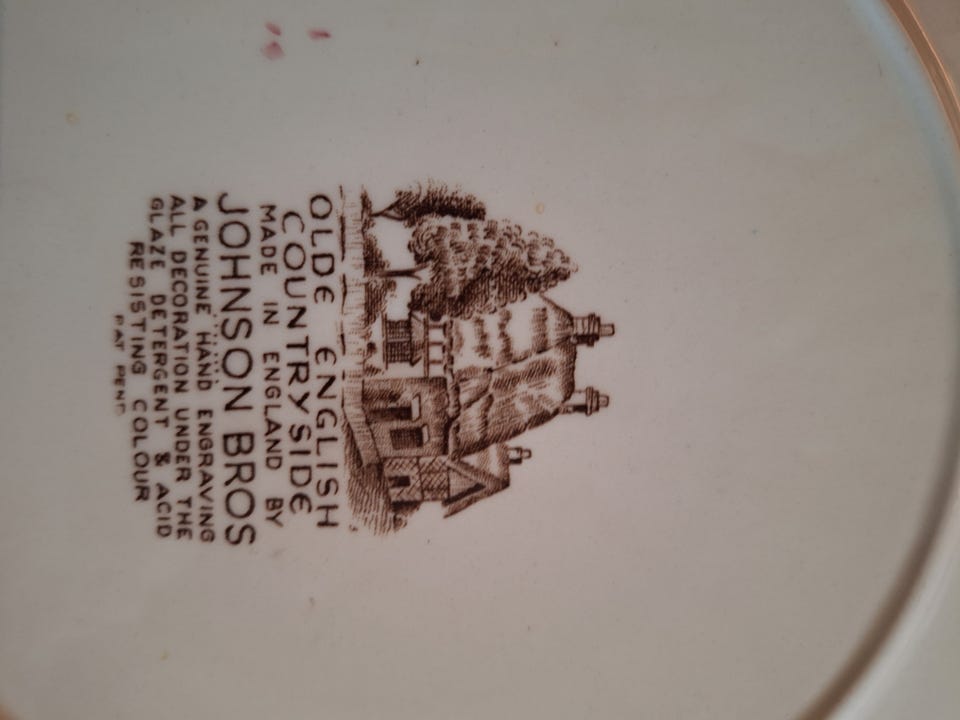 OLDE ENGLISH
COUNTRYSIDE
MADE IN ENGLAND BY
JOHNSON BROS
A GENUINE HAND ENGRAVING
ALL DECORATION UNDER THE
GLAZE DETERGENT & ACID
RESISTING COLOUR
PAT PEND